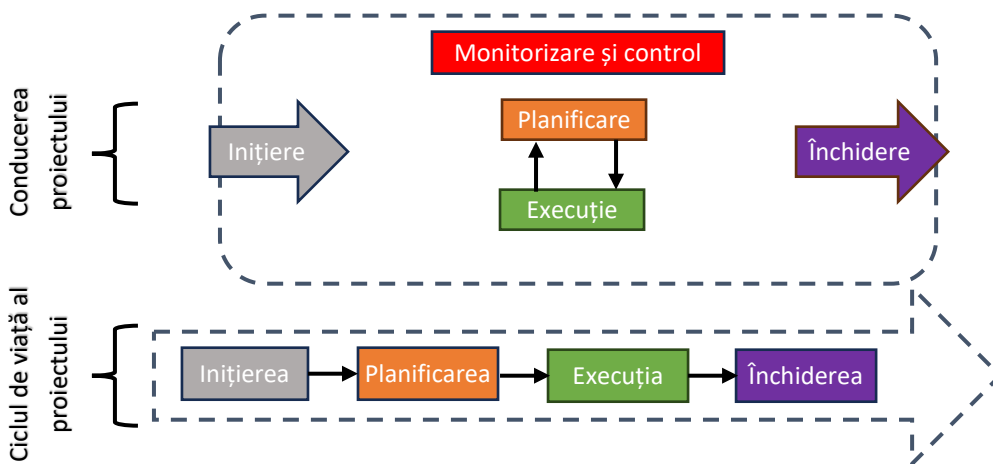 Monitorizare și control
Conducerea
proiectului
Inițiere
Planificare
Execuție
Închidere
Ciclul de viață al
proiectului
Inițierea
Planificarea
Execuția
Închiderea